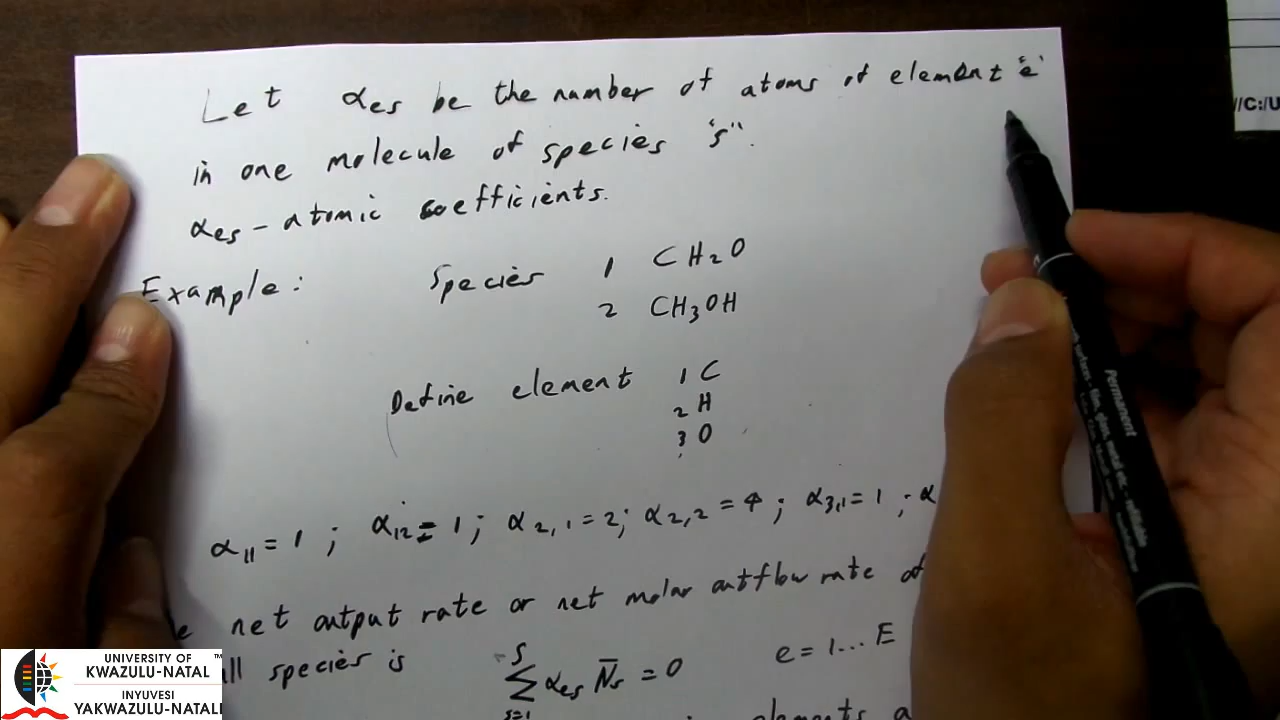 Let αes be the number of atoms of element "e"
in one molecule of species "s".
αes - atomic coefficients.
Example: Species 1 CH2O
2 CH3OH
Define element 1 C
2 H
3 O
α11 = 1 ; α12 = 1 ; α2,1 = 2; α2,2 = 4 ; α3,1 = 1 ; α
net output rate or net molar outflow rate of
all species is
S
Σ αes N̄s = 0 e = 1... E
s=1
elements
//C:/U
UNIVERSITY OF ™
KWAZULU-NATAL
INYUVESI
YAKWAZULU-NATALI